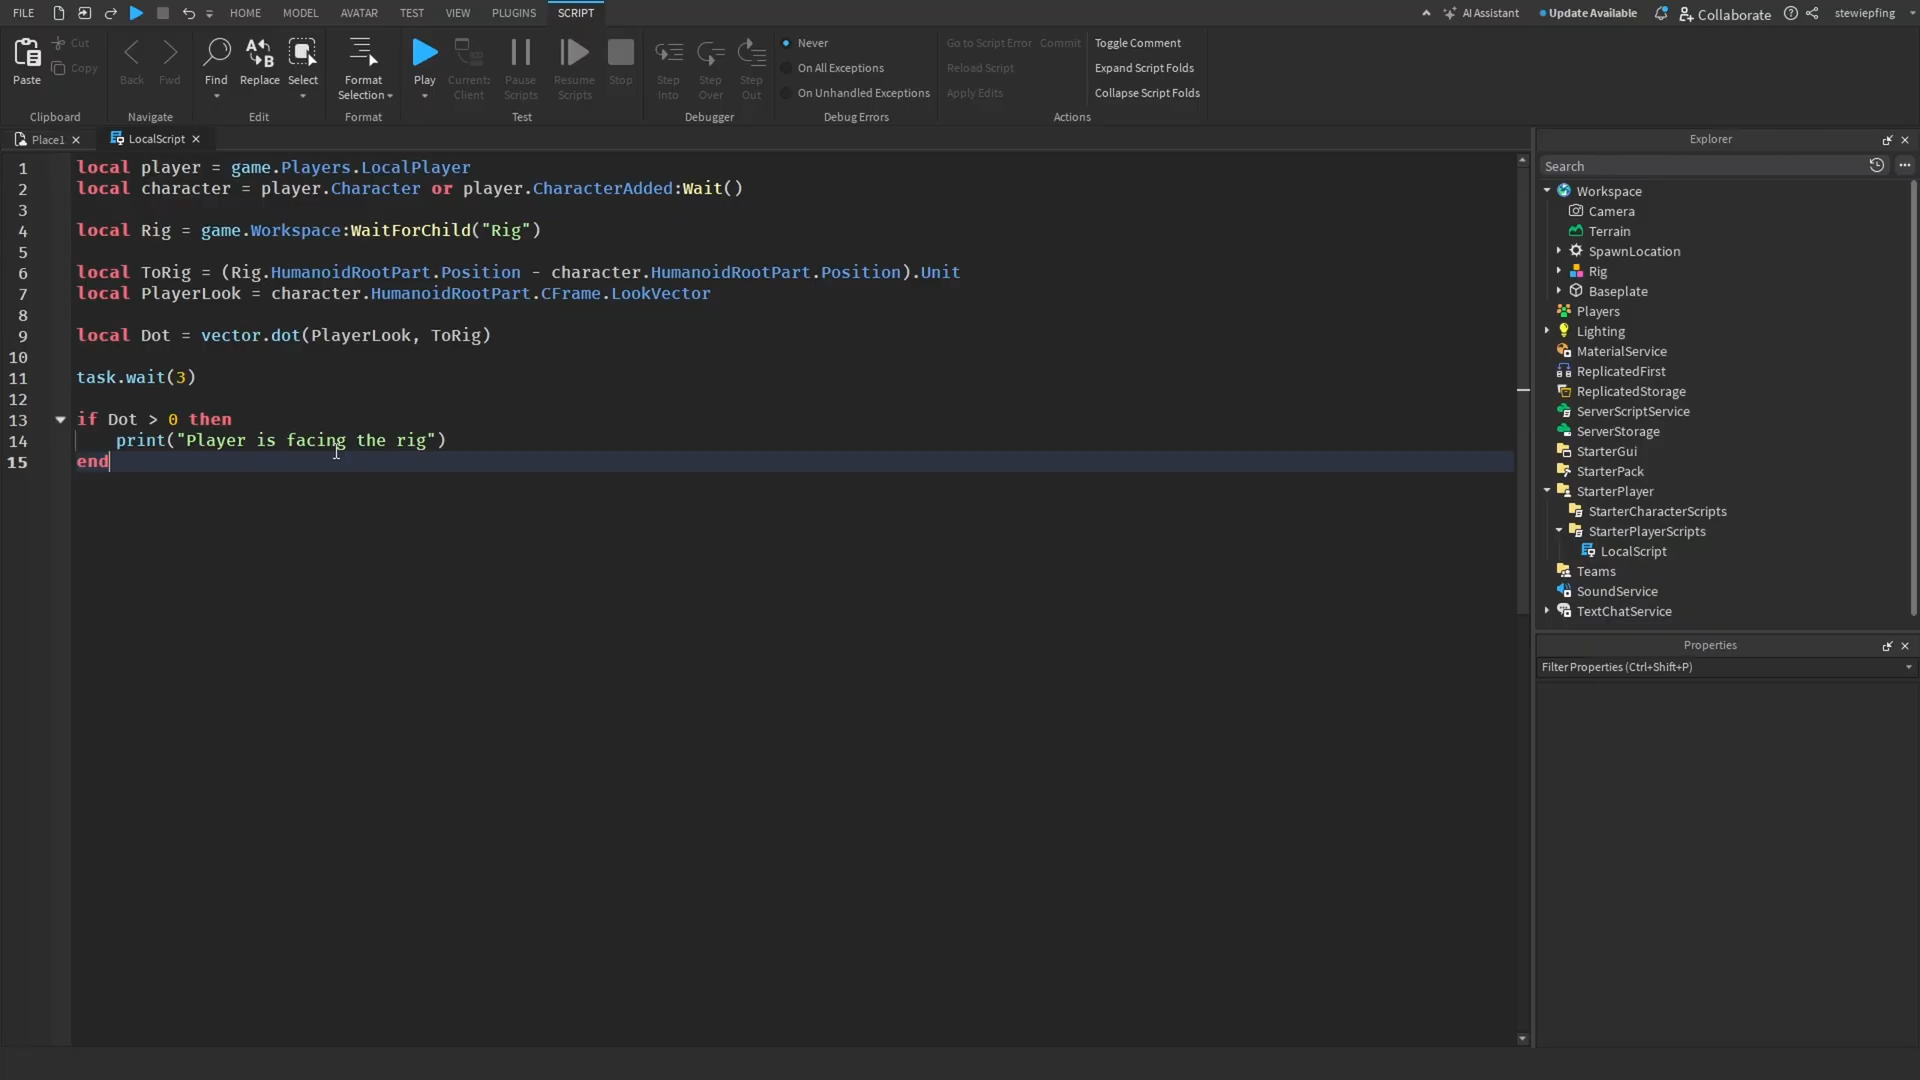 FILE HOME MODEL AVATAR TEST VIEW PLUGINS SCRIPT AI Assistant Update Available Collaborate stewiepfing
Paste Cut Copy
Clipboard
Back Fwd
Navigate
Find Replace Select
Edit
Format Selection
Format
Play Current: Client Pause Scripts Resume Scripts Stop
Test
Step Into Step Over Step Out
Debugger
Never
On All Exceptions
On Unhandled Exceptions
Debug Errors
Go to Script Error Commit
Reload Script
Apply Edits
Toggle Comment
Expand Script Folds
Collapse Script Folds
Actions
Place1 LocalScript
1 local player = game.Players.LocalPlayer
2 local character = player.Character or player.CharacterAdded:Wait()
3
4 local Rig = game.Workspace:WaitForChild("Rig")
5
6 local ToRig = (Rig.HumanoidRootPart.Position - character.HumanoidRootPart.Position).Unit
7 local PlayerLook = character.HumanoidRootPart.CFrame.LookVector
8
9 local Dot = vector.dot(PlayerLook, ToRig)
10
11 task.wait(3)
12
13 if Dot > 0 then
14 print("Player is facing the rig")
15 end
Explorer
Search
Workspace
Camera
Terrain
SpawnLocation
Rig
Baseplate
Players
Lighting
MaterialService
ReplicatedFirst
ReplicatedStorage
ServerScriptService
ServerStorage
StarterGui
StarterPack
StarterPlayer
StarterCharacterScripts
StarterPlayerScripts
LocalScript
Teams
SoundService
TextChatService
Properties
Filter Properties (Ctrl+Shift+P)